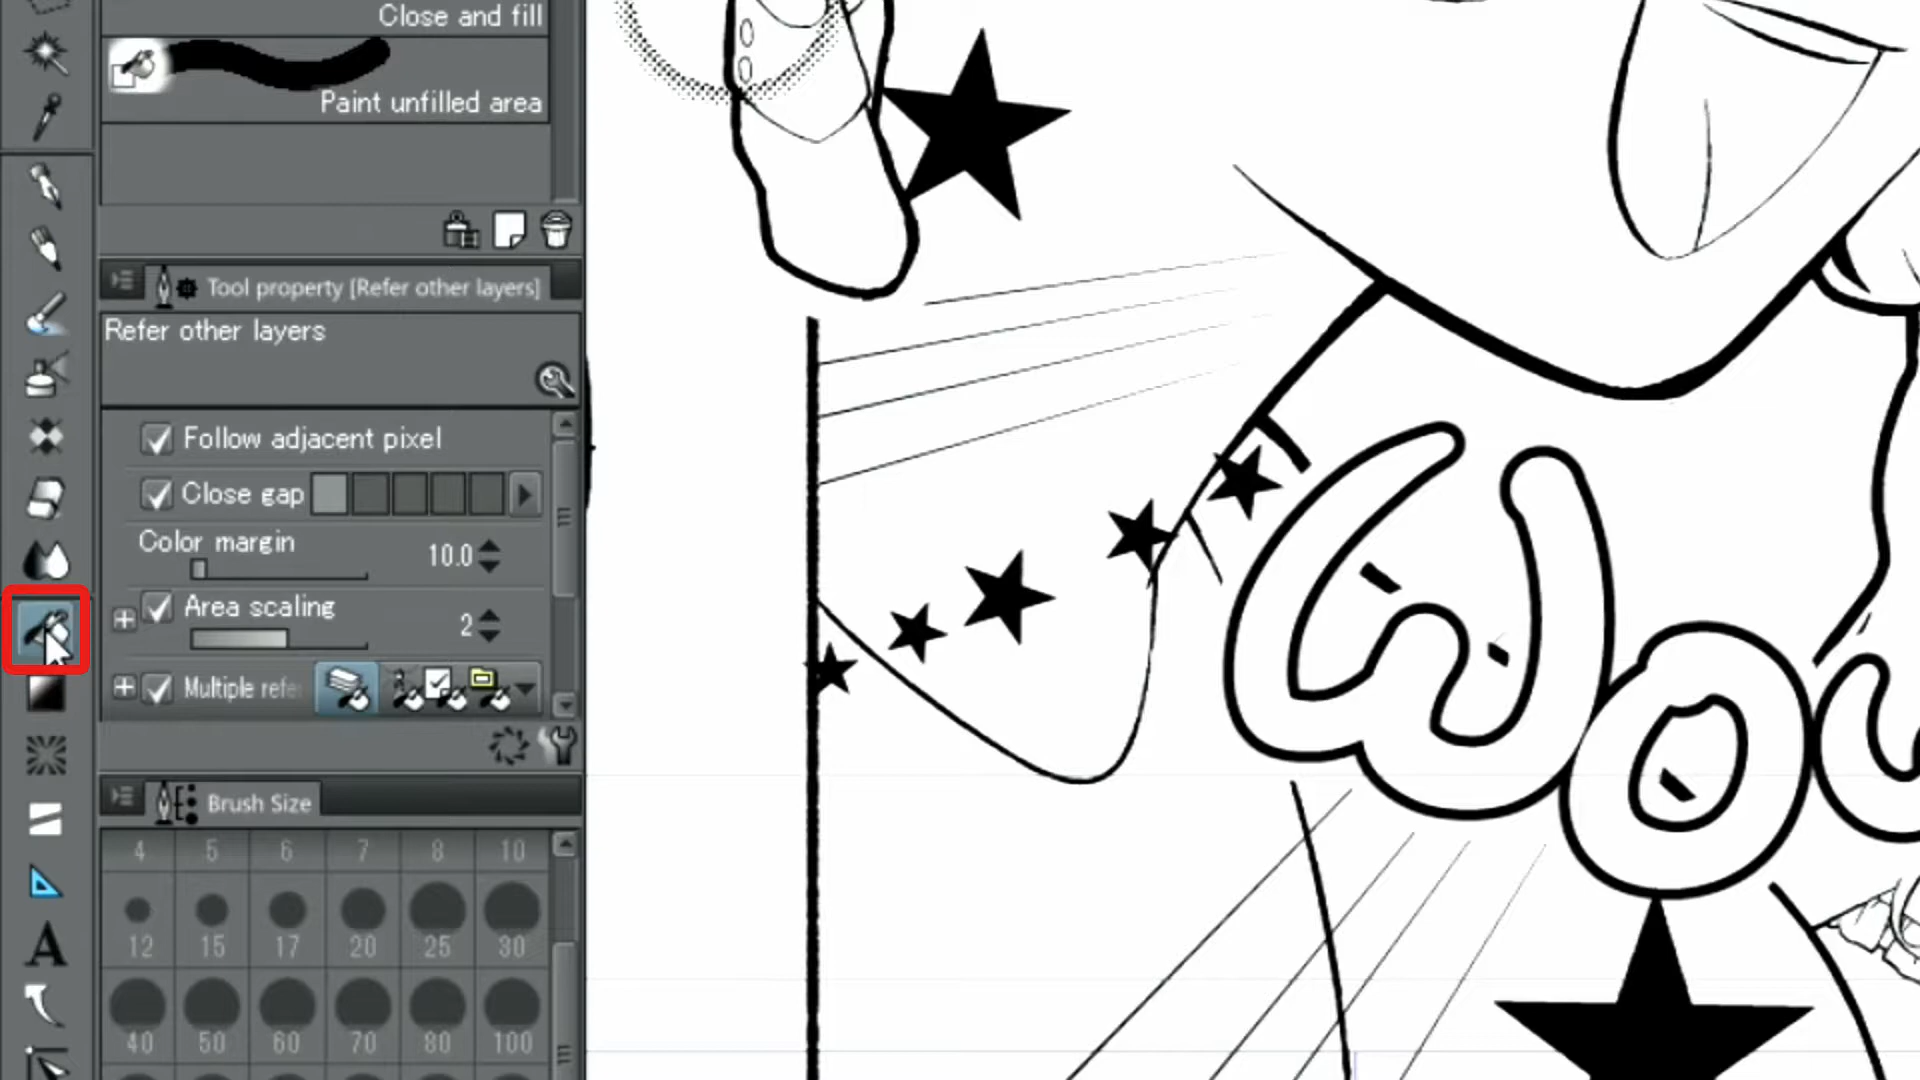 Close and fill
Paint unfilled area
Tool property [Refer other layers]
Refer other layers
Follow adjacent pixel
Close gap
Color margin 10.0
Area scaling 2
Multiple refe
Brush Size
4 5 6 7 8 10
12 15 17 20 25 30
40 50 60 70 80 100
A
Wou